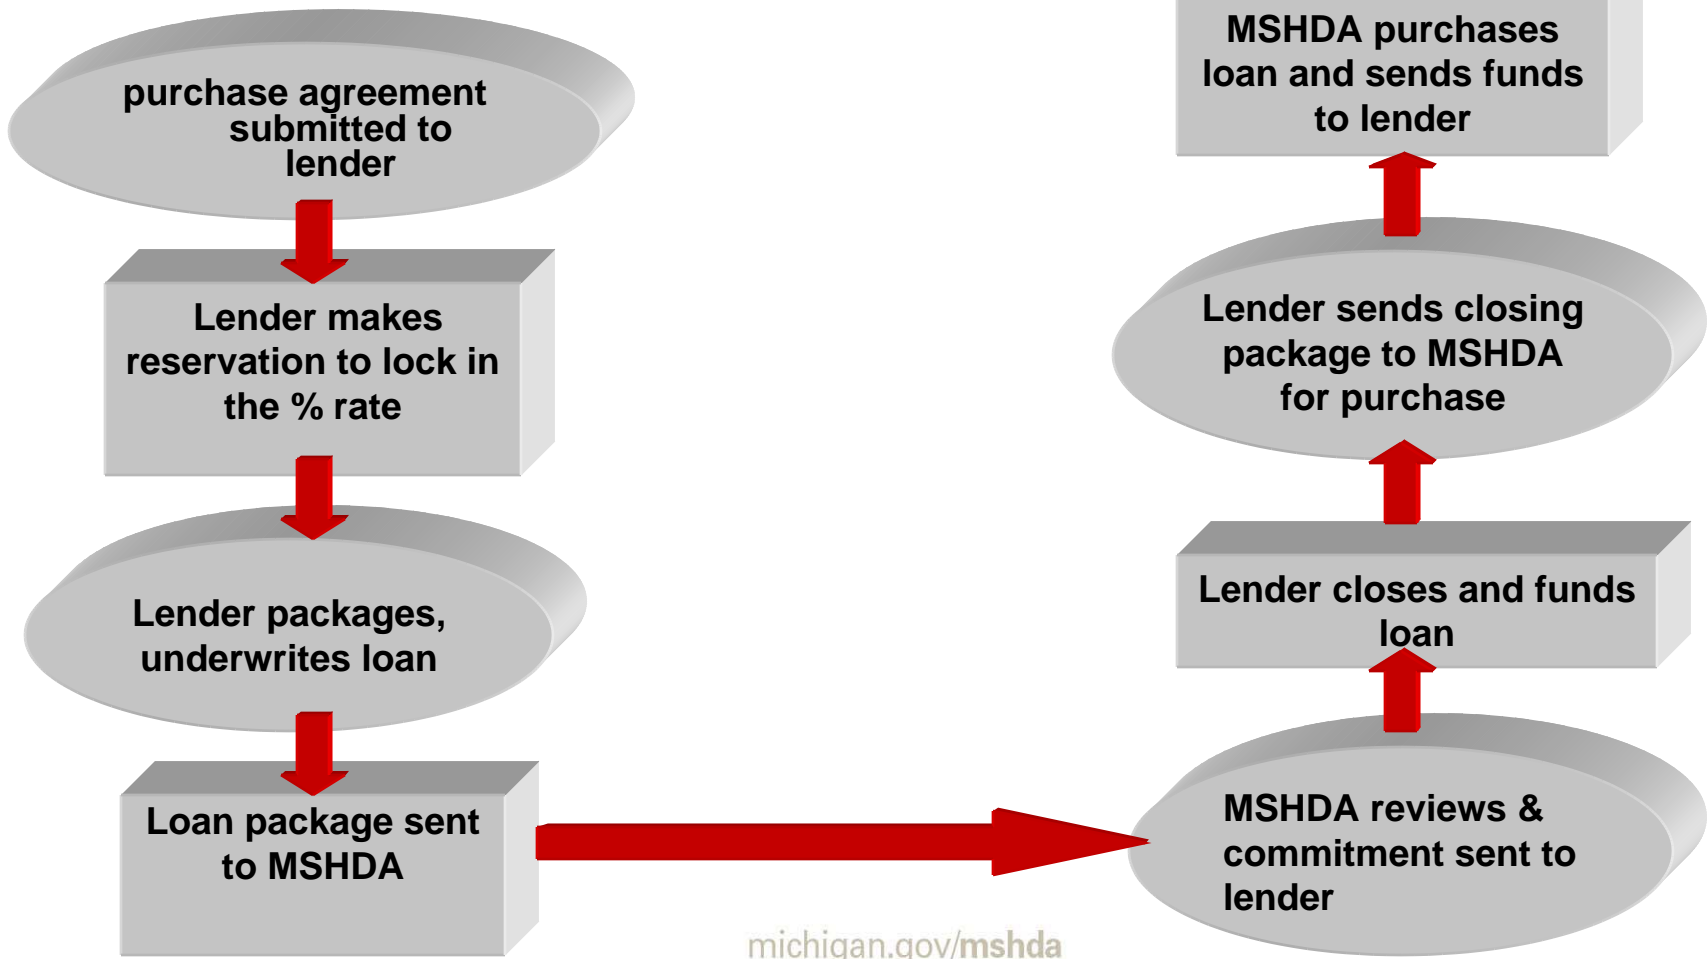 purchase agreement
submitted to
lender
Lender makes
reservation to lock in
the % rate
Lender packages,
underwrites loan
Loan package sent
to MSHDA
MSHDA reviews &
commitment sent to
lender
Lender closes and funds
loan
Lender sends closing
package to MSHDA
for purchase
MSHDA purchases
loan and sends funds
to lender
michigan.gov/mshda